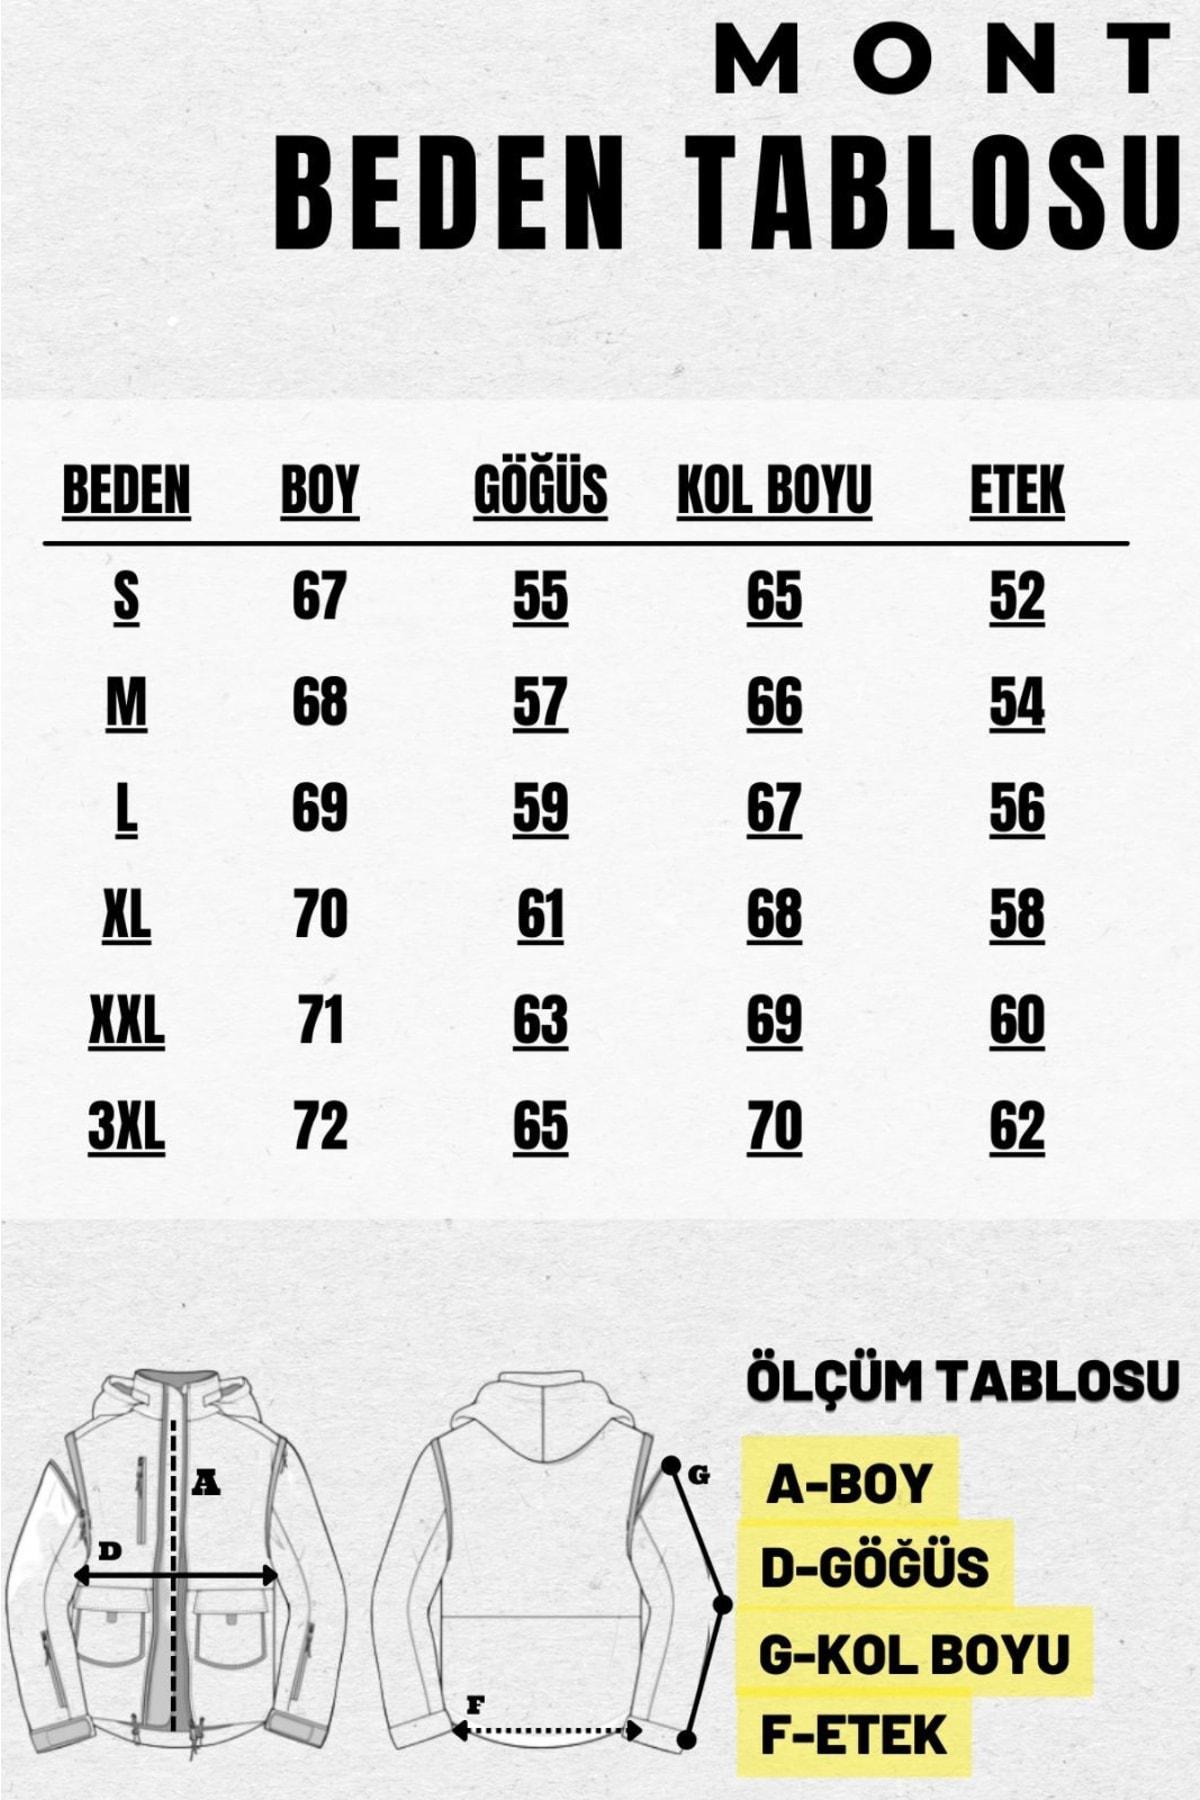 MONT
BEDEN TABLOSU
BEDEN BOY GÖĞÜS KOL BOYU ETEK
S 67 55 65 52
M 68 57 66 54
L 69 59 67 56
XL 70 61 68 58
XXL 71 63 69 60
3XL 72 65 70 62
ÖLÇÜM TABLOSU
A
G
A-BOY
D
D-GÖĞÜS
G-KOL BOYU
F
F-ETEK